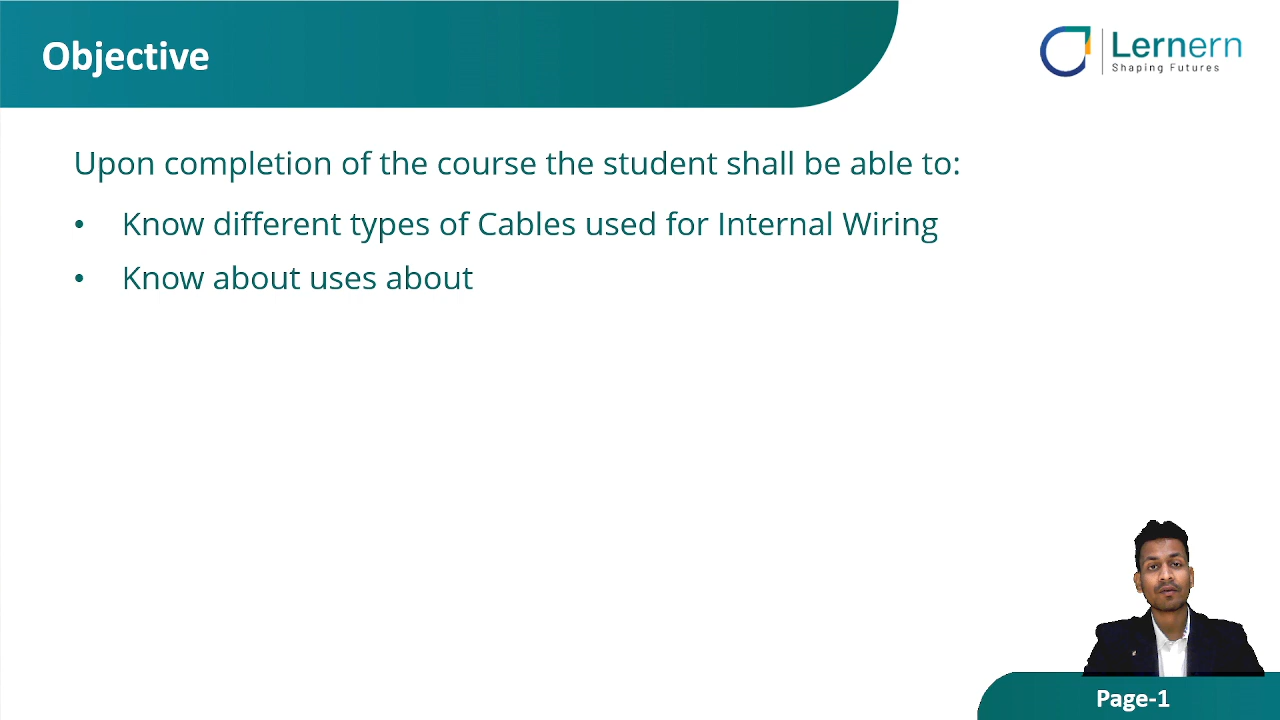 Objective
Lernern
Shaping Futures
Upon completion of the course the student shall be able to:
• Know different types of Cables used for Internal Wiring
• Know about uses about
Page-1